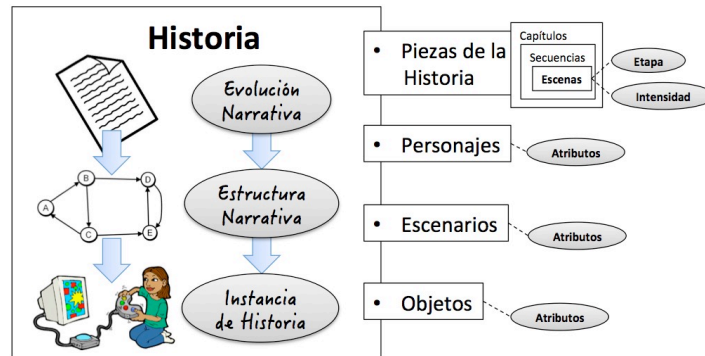 Historia
Evolución
Narrativa
Estructura
Narrativa
Instancia
de Historia
B
D
A
C
E
• Piezas de la
Historia
Capítulos
Secuencias
Escenas
Etapa
Intensidad
• Personajes
Atributos
• Escenarios
Atributos
• Objetos
Atributos